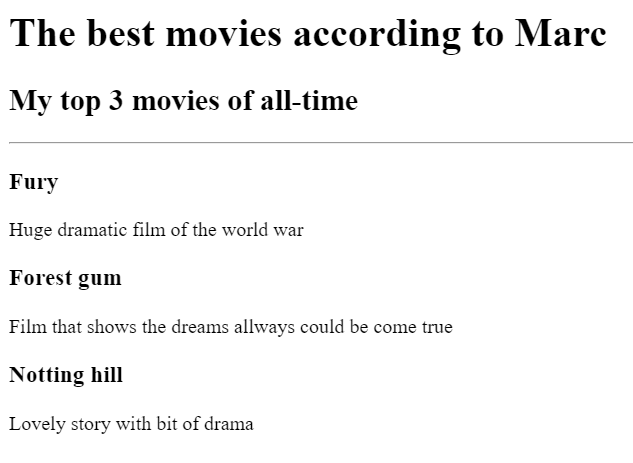 The best movies according to Marc
My top 3 movies of all-time
Fury
Huge dramatic film of the world war
Forest gum
Film that shows the dreams allways could be come true
Notting hill
Lovely story with bit of drama